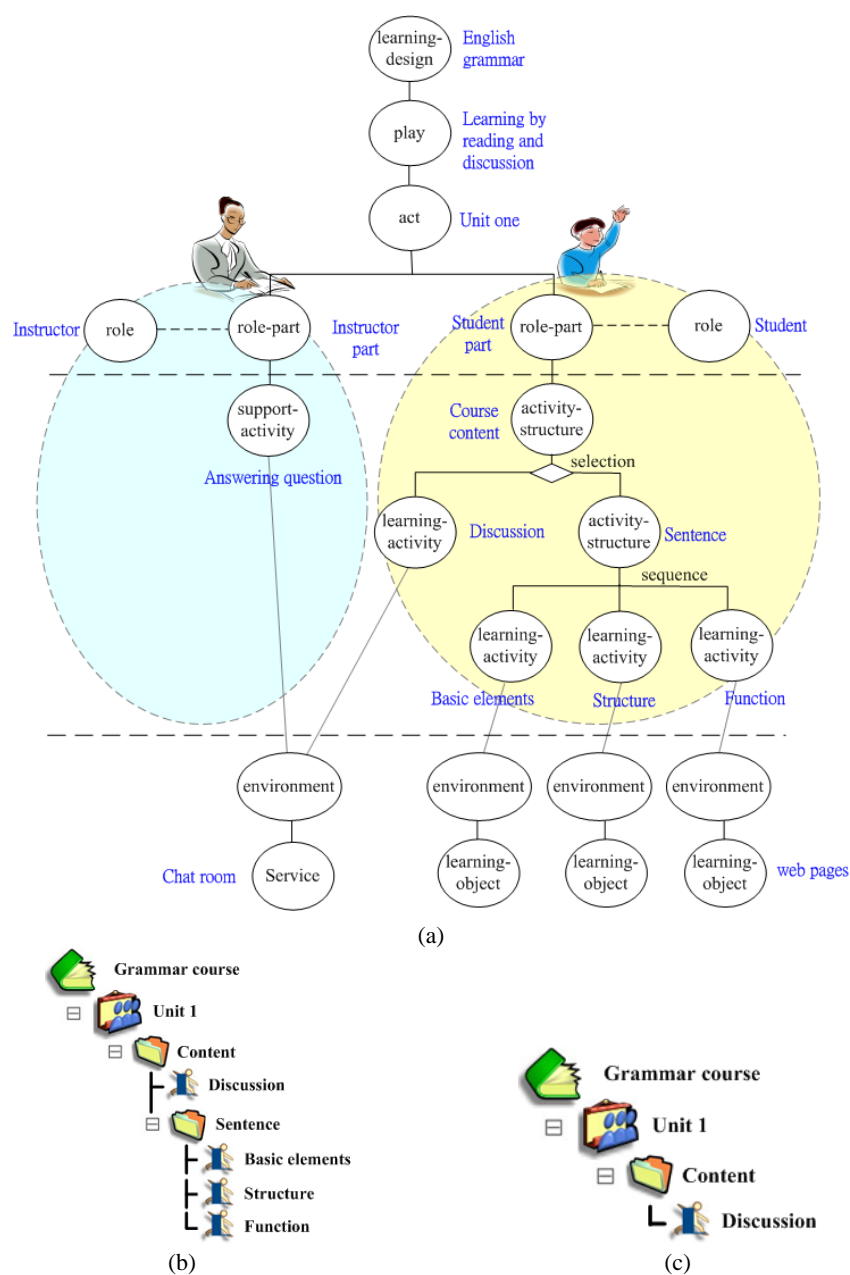 learning-
design
English
grammar
play
Learning by
reading and
discussion
act
Unit one
Instructor
role
role-part
Instructor
part
Student
part
role-part
role
Student
support-
activity
Answering question
Course
content
activity-
structure
selection
learning-
activity
Discussion
activity-
structure
Sentence
sequence
learning-
activity
learning-
activity
learning-
activity
Basic elements
Structure
Function
environment
environment
environment
environment
Chat room
Service
learning-
object
learning-
object
learning-
object
web pages
(a)
Grammar course
Unit 1
Content
Discussion
Sentence
Basic elements
Structure
Function
(b)
Grammar course
Unit 1
Content
Discussion
(c)